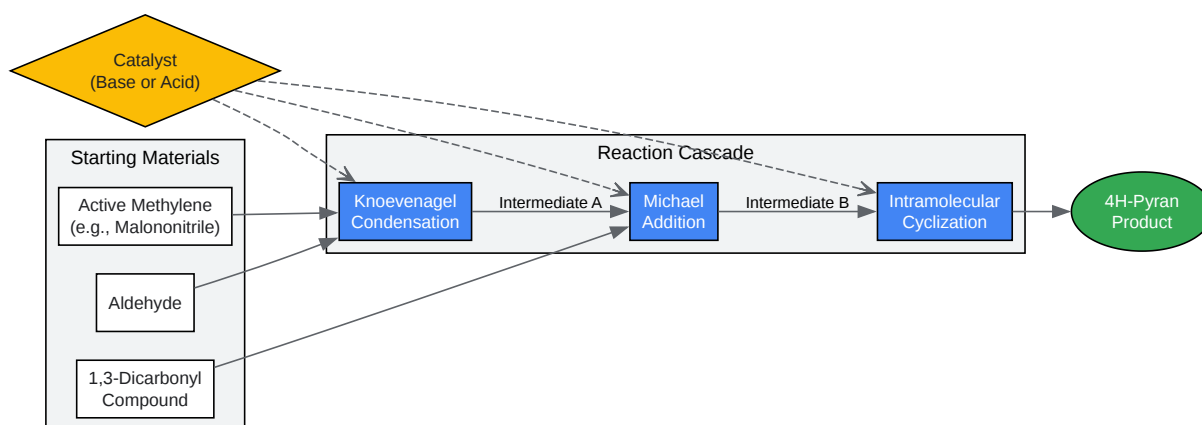 Catalyst
(Base or Acid)
Starting Materials
Active Methylene
(e.g., Malononitrile)
Aldehyde
1,3-Dicarbonyl
Compound
Reaction Cascade
Knoevenagel
Condensation
Intermediate A
Michael
Addition
Intermediate B
Intramolecular
Cyclization
4H-Pyran
Product